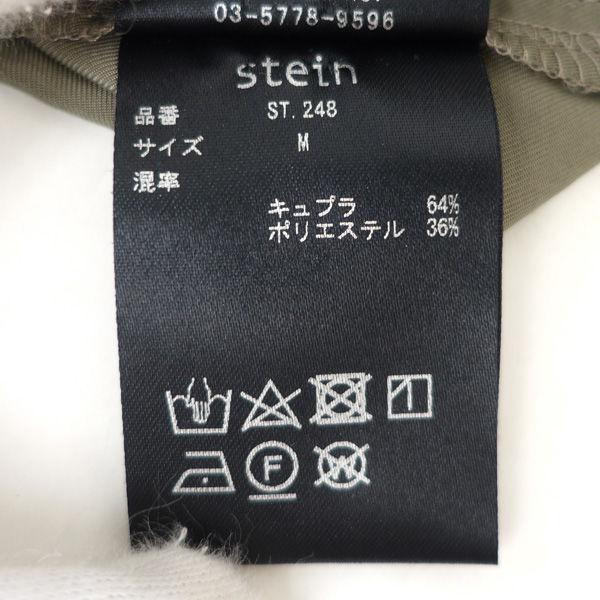 03-5778-9596
stein
品番 ST.248
サイズ M
混率
キュプラ 64%
ポリエステル 36%
F
W